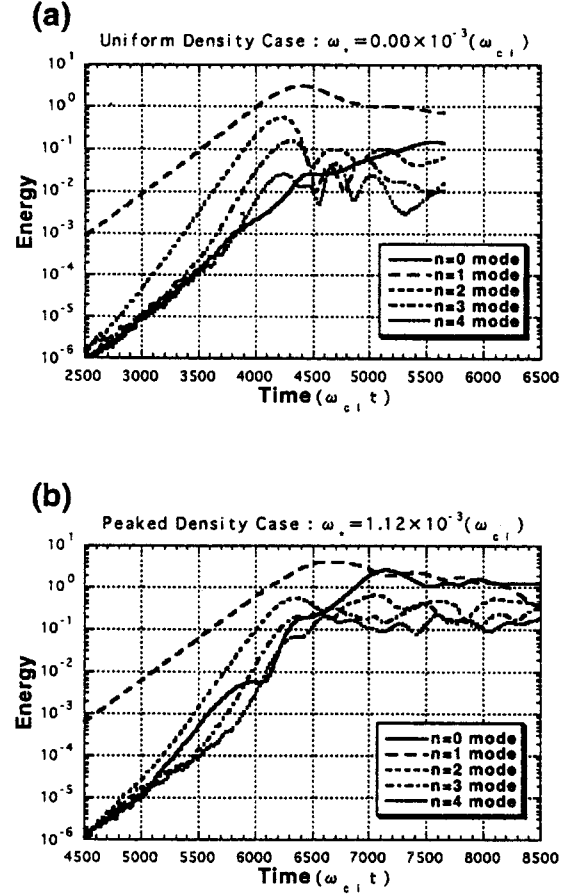 (a)
Uniform Density Case : ω*=0.00×10⁻³(ω c i)
10¹
10⁰
10⁻¹
10⁻²
10⁻³
10⁻⁴
10⁻⁵
10⁻⁶
Energy
n=0 mode
n=1 mode
n=2 mode
n=3 mode
n=4 mode
2500 3000 3500 4000 4500 5000 5500 6000 6500
Time(ω c i t)
(b)
Peaked Density Case : ω*=1.12×10⁻³(ω c i)
10¹
10⁰
10⁻¹
10⁻²
10⁻³
10⁻⁴
10⁻⁵
10⁻⁶
Energy
n=0 mode
n=1 mode
n=2 mode
n=3 mode
n=4 mode
4500 5000 5500 6000 6500 7000 7500 8000 8500
Time(ω c i t)